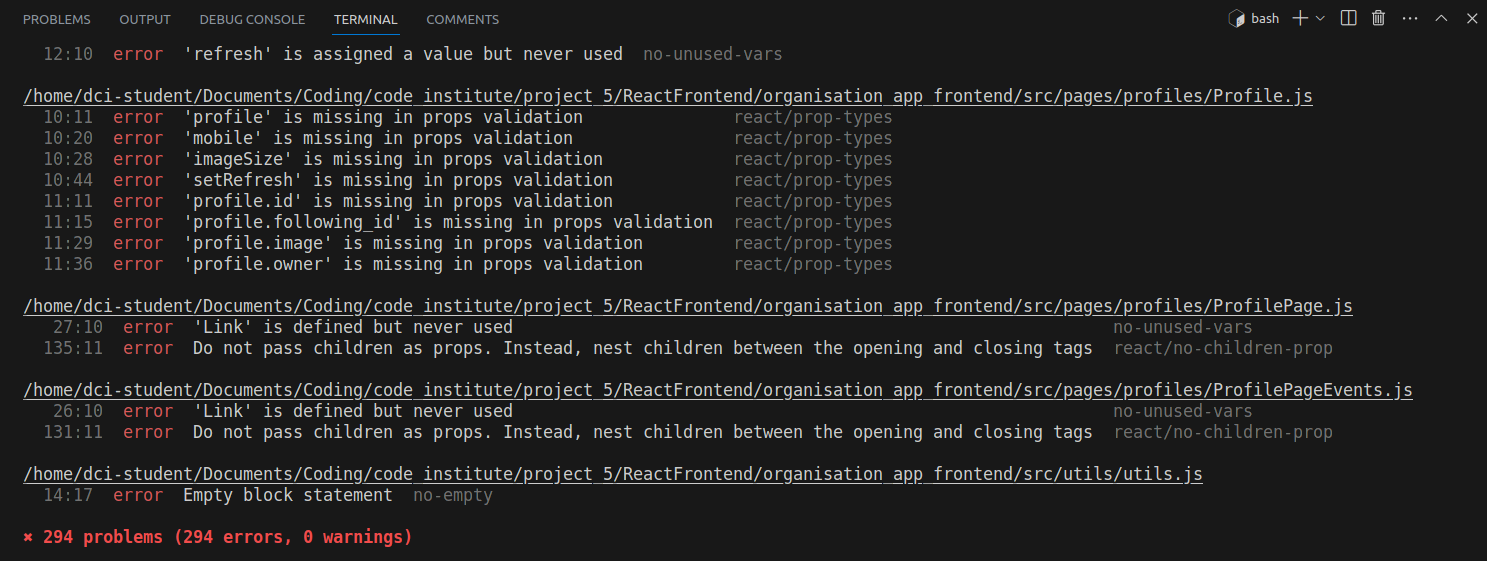 PROBLEMS OUTPUT DEBUG CONSOLE TERMINAL COMMENTS bash
12:10 error 'refresh' is assigned a value but never used no-unused-vars
/home/dci-student/Documents/Coding/code_institute/project_5/ReactFrontend/organisation_app_frontend/src/pages/profiles/Profile.js
10:11 error 'profile' is missing in props validation react/prop-types
10:20 error 'mobile' is missing in props validation react/prop-types
10:28 error 'imageSize' is missing in props validation react/prop-types
10:44 error 'setRefresh' is missing in props validation react/prop-types
11:11 error 'profile.id' is missing in props validation react/prop-types
11:15 error 'profile.following_id' is missing in props validation react/prop-types
11:29 error 'profile.image' is missing in props validation react/prop-types
11:36 error 'profile.owner' is missing in props validation react/prop-types
/home/dci-student/Documents/Coding/code_institute/project_5/ReactFrontend/organisation_app_frontend/src/pages/profiles/ProfilePage.js
27:10 error 'Link' is defined but never used no-unused-vars
135:11 error Do not pass children as props. Instead, nest children between the opening and closing tags react/no-children-prop
/home/dci-student/Documents/Coding/code_institute/project_5/ReactFrontend/organisation_app_frontend/src/pages/profiles/ProfilePageEvents.js
26:10 error 'Link' is defined but never used no-unused-vars
131:11 error Do not pass children as props. Instead, nest children between the opening and closing tags react/no-children-prop
/home/dci-student/Documents/Coding/code_institute/project_5/ReactFrontend/organisation_app_frontend/src/utils/utils.js
14:17 error Empty block statement no-empty
✖ 294 problems (294 errors, 0 warnings)